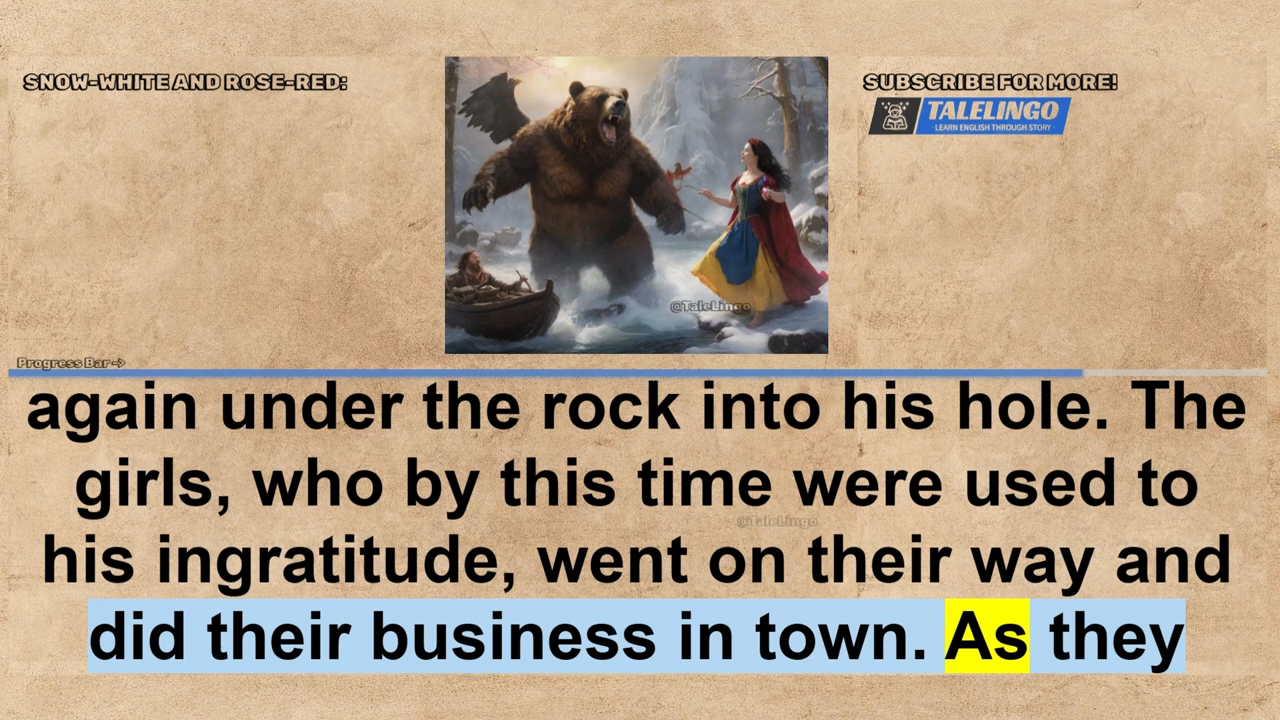 SNOW-WHITE AND ROSE-RED:
SUBSCRIBE FOR MORE!
TALELINGO
· LEARN ENGLISH THROUGH STORY ·
@TaleLingo
Progress Bar->
again under the rock into his hole. The
girls, who by this time were used to
@TaleLingo
his ingratitude, went on their way and
did their business in town. As they